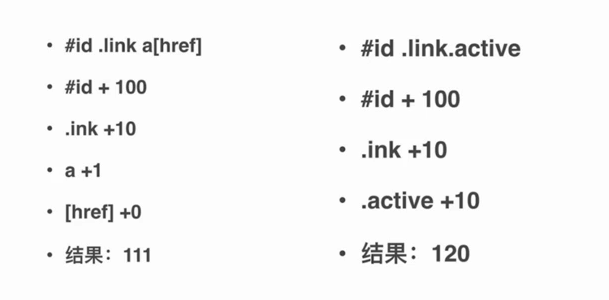 • #id .link a[href]
• #id + 100
• .ink +10
• a +1
• [href] +0
• 结果：111
• #id .link.active
• #id + 100
• .ink +10
• .active +10
• 结果：120